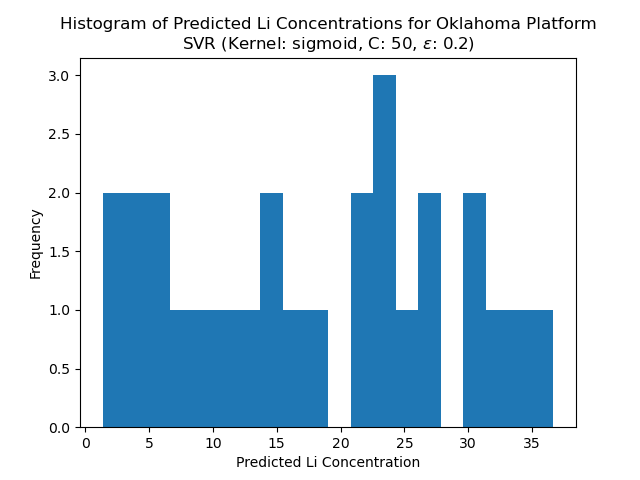 Histogram of Predicted Li Concentrations for Oklahoma Platform
SVR (Kernel: sigmoid, C: 50, ε: 0.2)
3.0
2.5
2.0
1.5
1.0
0.5
0.0
Frequency
0 5 10 15 20 25 30 35
Predicted Li Concentration